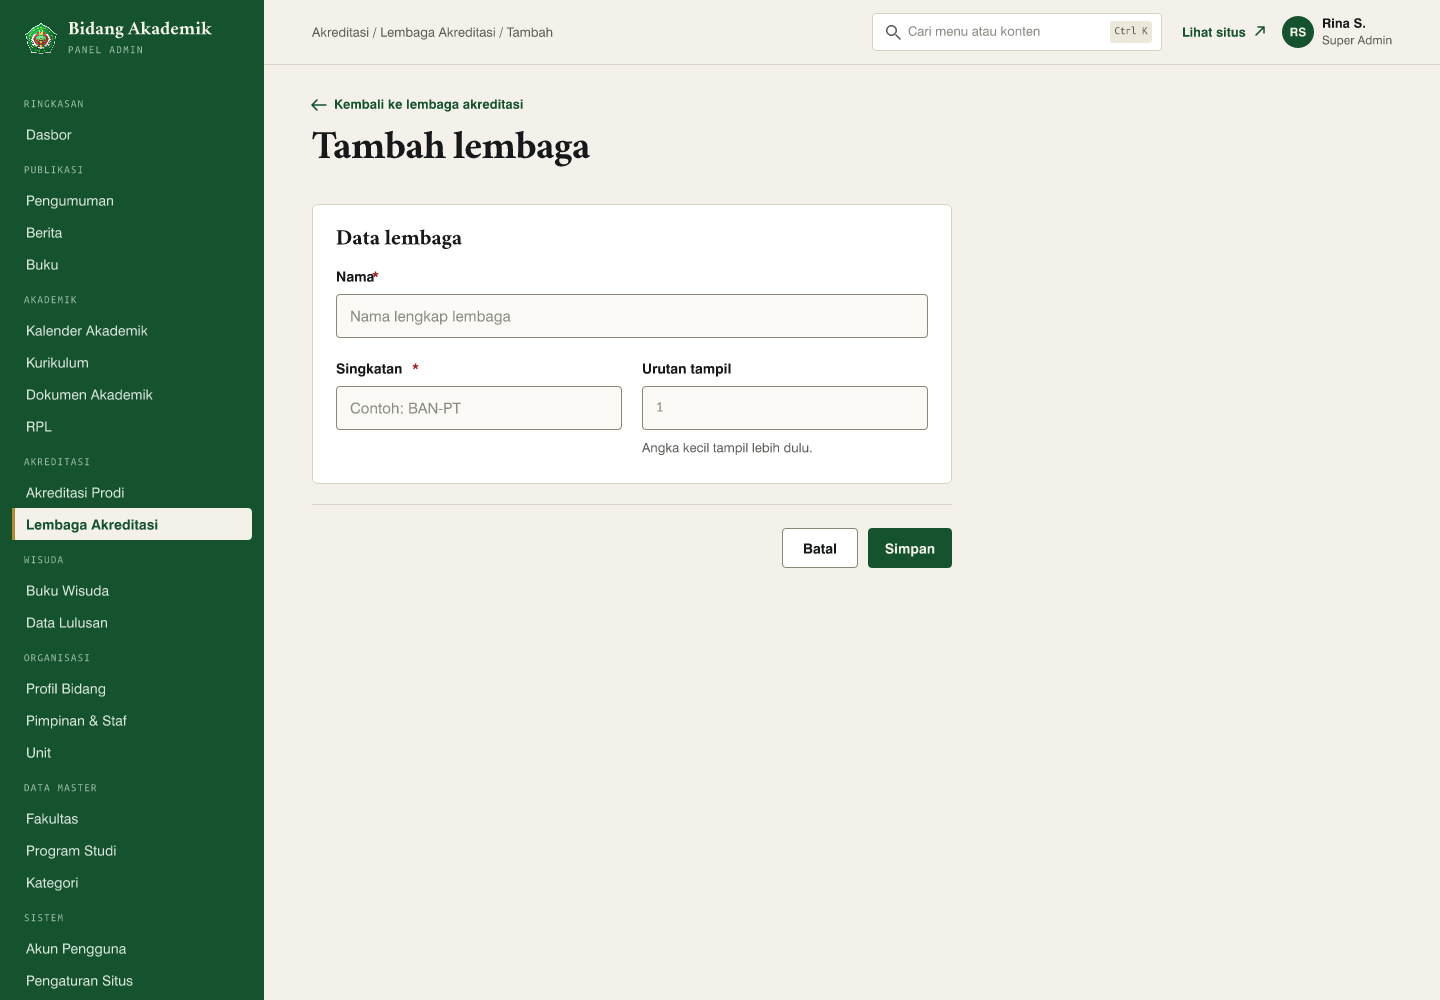 Bidang Akademik
PANEL ADMIN
RINGKASAN
Dasbor
PUBLIKASI
Pengumuman
Berita
Buku
AKADEMIK
Kalender Akademik
Kurikulum
Dokumen Akademik
RPL
AKREDITASI
Akreditasi Prodi
Lembaga Akreditasi
WISUDA
Buku Wisuda
Data Lulusan
ORGANISASI
Profil Bidang
Pimpinan & Staf
Unit
DATA MASTER
Fakultas
Program Studi
Kategori
SISTEM
Akun Pengguna
Pengaturan Situs
Akreditasi / Lembaga Akreditasi / Tambah
Cari menu atau konten Ctrl K
Lihat situs
RS
Rina S.
Super Admin
Kembali ke lembaga akreditasi
Tambah lembaga
Data lembaga
Nama*
Nama lengkap lembaga
Singkatan * Urutan tampil
Contoh: BAN-PT 1
Angka kecil tampil lebih dulu.
Batal Simpan